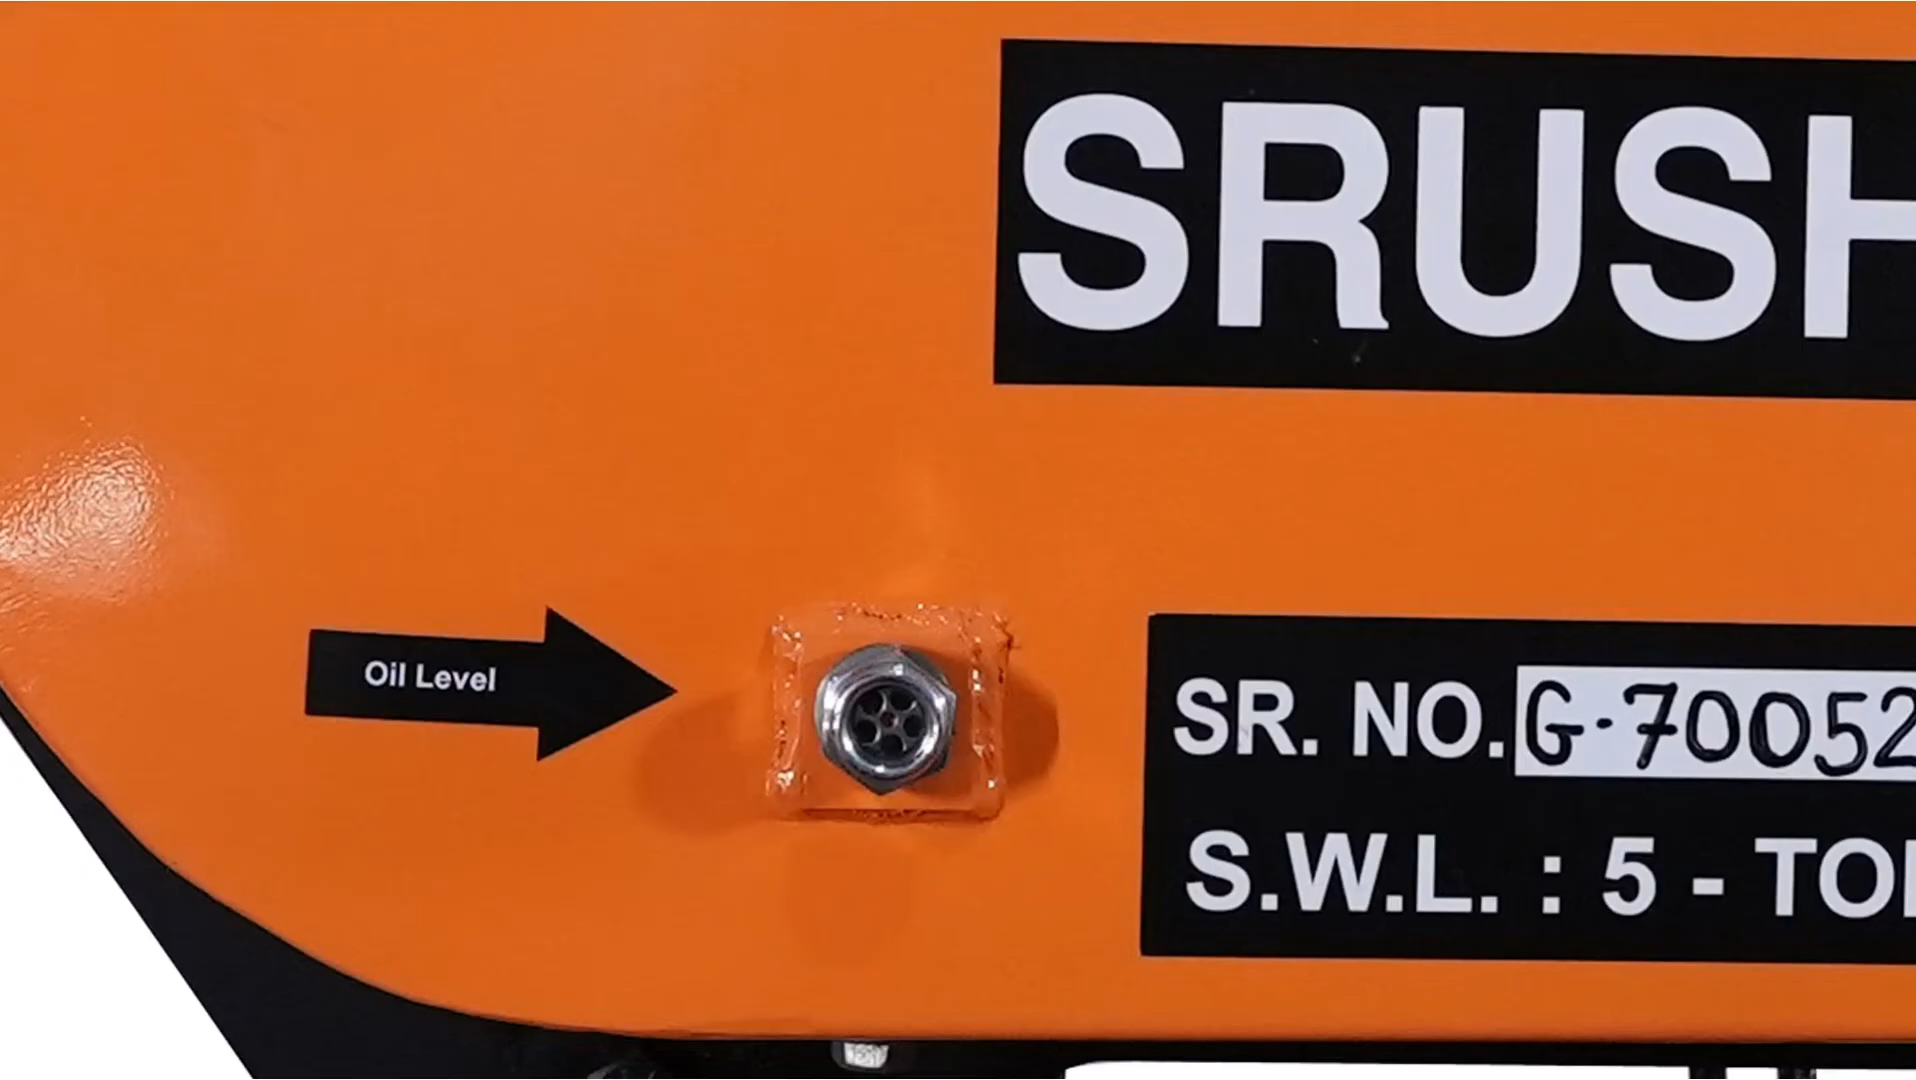 SRUSH
Oil Level
SR. NO. G-70052
S.W.L. : 5 - TO